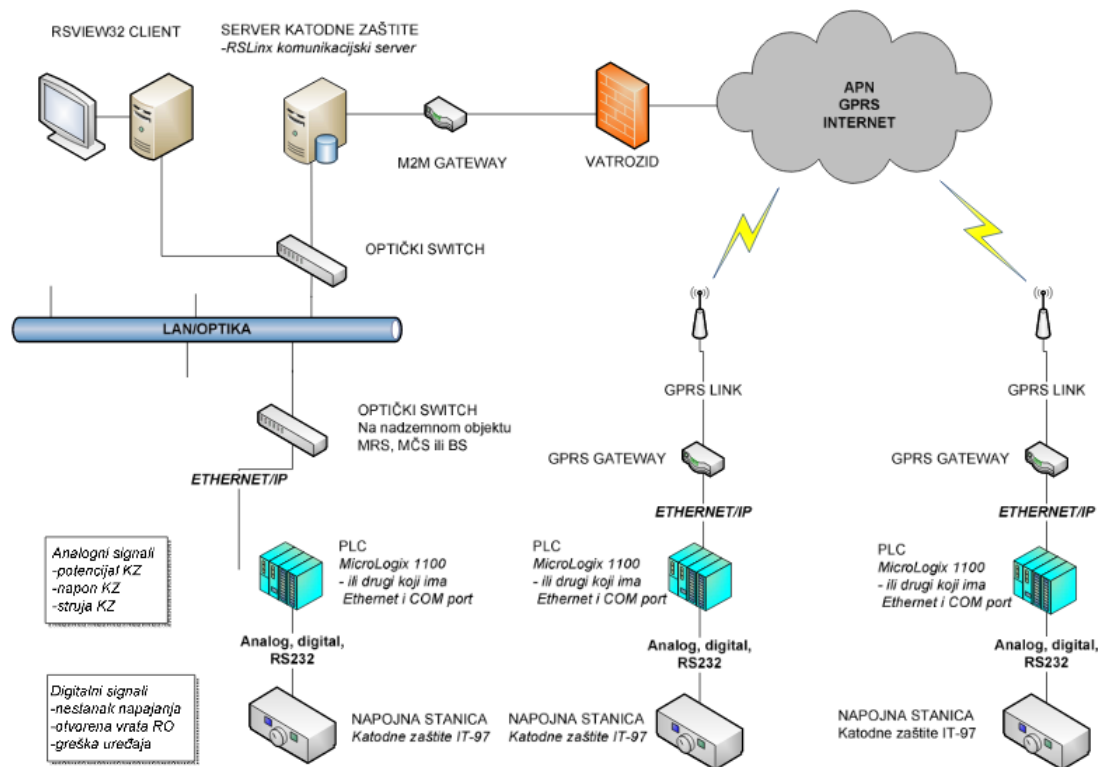 RSVIEW32 CLIENT
SERVER KATODNE ZAŠTITE
-RSLinx komunikacijski server
APN
GPRS
INTERNET
M2M GATEWAY
VATROZID
OPTIČKI SWITCH
LAN/OPTIKA
OPTIČKI SWITCH
Na nadzemnom objektu
MRS, MČS ili BS
ETHERNET/IP
GPRS LINK
GPRS LINK
GPRS GATEWAY
GPRS GATEWAY
ETHERNET/IP
ETHERNET/IP
Analogni signali
-potencijal KZ
-napon KZ
-struja KZ
PLC
MicroLogix 1100
- ili drugi koji ima
Ethernet i COM port
PLC
MicroLogix 1100
- ili drugi koji ima
Ethernet i COM port
PLC
MicroLogix 1100
- ili drugi koji ima
Ethernet i COM port
Analog, digital,
RS232
Analog, digital,
RS232
Analog, digital,
RS232
Digitalni signali
-nestanak napajanja
-otvorena vrata RO
-greška uređaja
NAPOJNA STANICA
Katodne zaštite IT-97
NAPOJNA STANICA
Katodne zaštite IT-97
NAPOJNA STANICA
Katodne zaštite IT-97